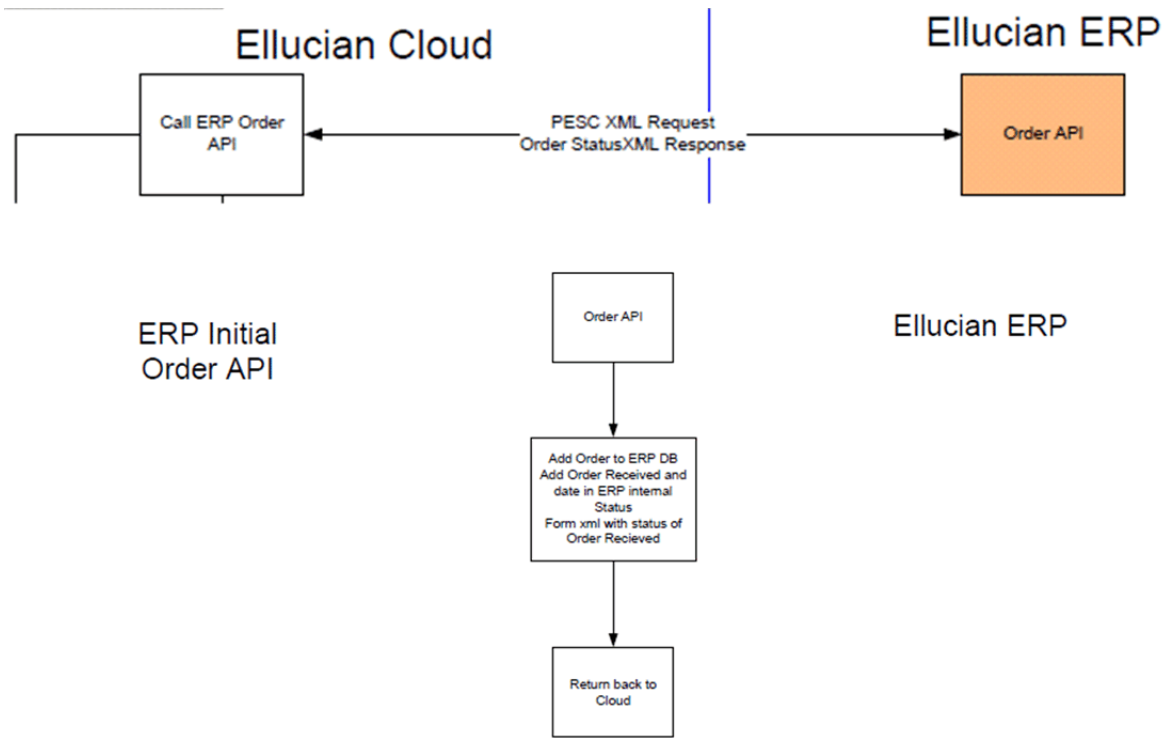 Ellucian Cloud
Ellucian ERP
Call ERP Order
API
PESC XML Request
Order StatusXML Response
Order API
ERP Initial
Order API
Order API
Ellucian ERP
Add Order to ERP DB
Add Order Received and
date in ERP internal
Status
Form xml with status of
Order Recieved
Return back to
Cloud